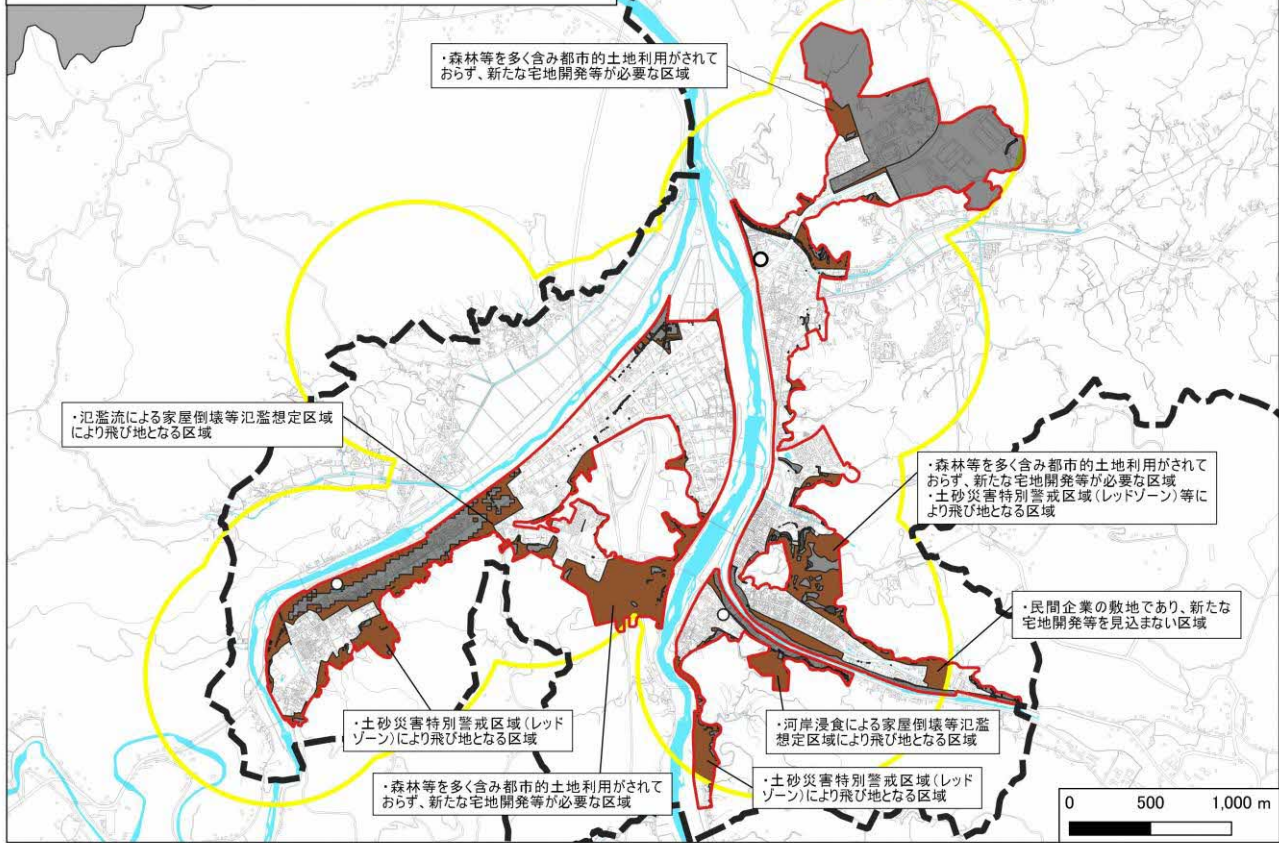 ・森林等を多く含み都市的土地利用がされて
おらず、新たな宅地開発等が必要な区域
・氾濫流による家屋倒壊等氾濫想定区域
により飛び地となる区域
・森林等を多く含み都市的土地利用がされて
おらず、新たな宅地開発等が必要な区域
・土砂災害特別警戒区域(レッドゾーン)等に
より飛び地となる区域
・民間企業の敷地であり、新たな
宅地開発等を見込まない区域
・土砂災害特別警戒区域(レッド
ゾーン)により飛び地となる区域
・河岸浸食による家屋倒壊等氾濫
想定区域により飛び地となる区域
・森林等を多く含み都市的土地利用がされて
おらず、新たな宅地開発等が必要な区域
・土砂災害特別警戒区域(レッド
ゾーン)により飛び地となる区域
0 500 1,000 m